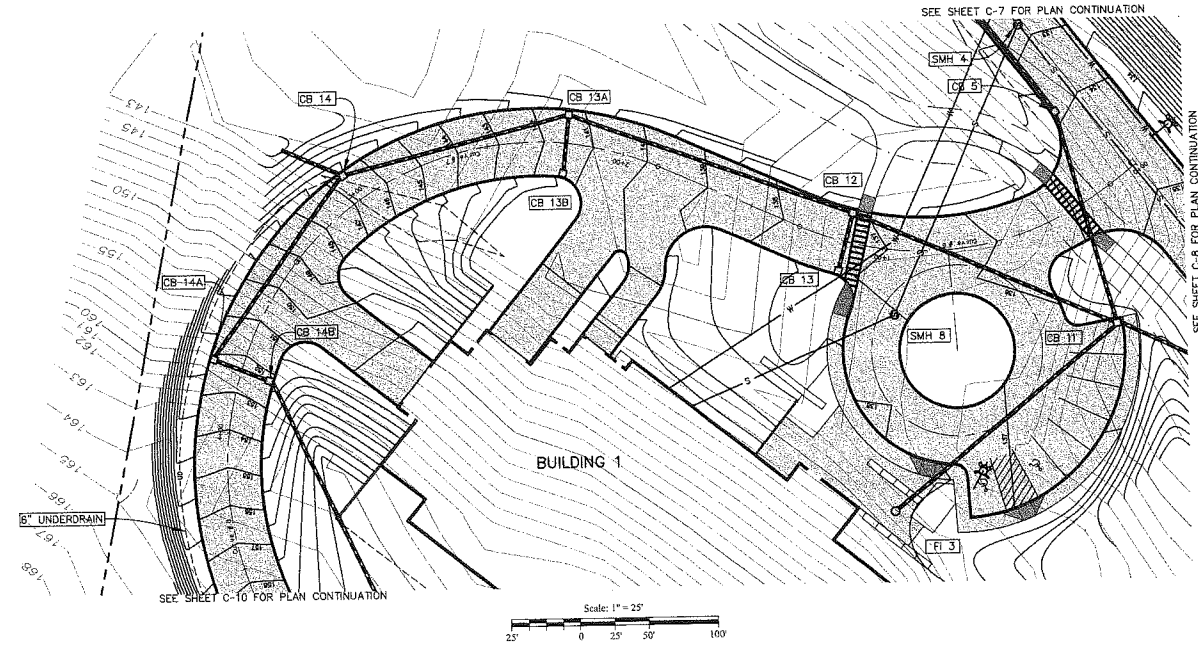 SEE SHEET C-7 FOR PLAN CONTINUATION
SMH 4
CB 5
CB 13A
CB 14
143
145
150
155
160
161
162
163
164
165
166
167
168
CB 12
CB 13B
CB 13
CB 14A
CB 14B
SMH 8
CB 11
W
S
BUILDING 1
6" UNDERDRAIN
FI 3
SEE SHEET C-8 FOR PLAN CONTINUATION
SEE SHEET C-10 FOR PLAN CONTINUATION
Scale: 1" = 25'
25' 0 25' 50' 100'